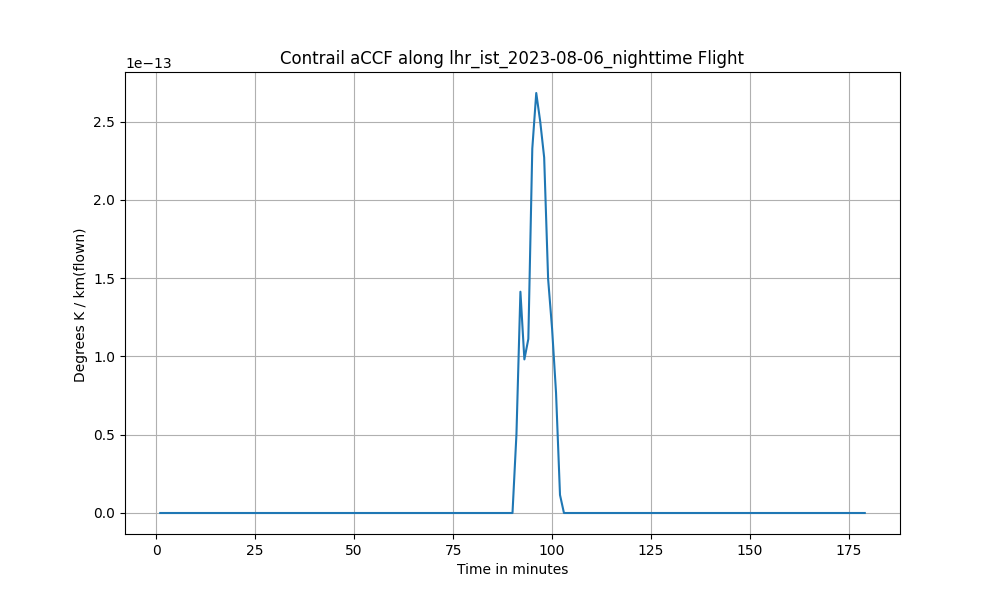 Contrail aCCF along lhr_ist_2023-08-06_nighttime Flight
1e−13
2.5
2.0
1.5
1.0
0.5
0.0
Degrees K / km(flown)
0 25 50 75 100 125 150 175
Time in minutes